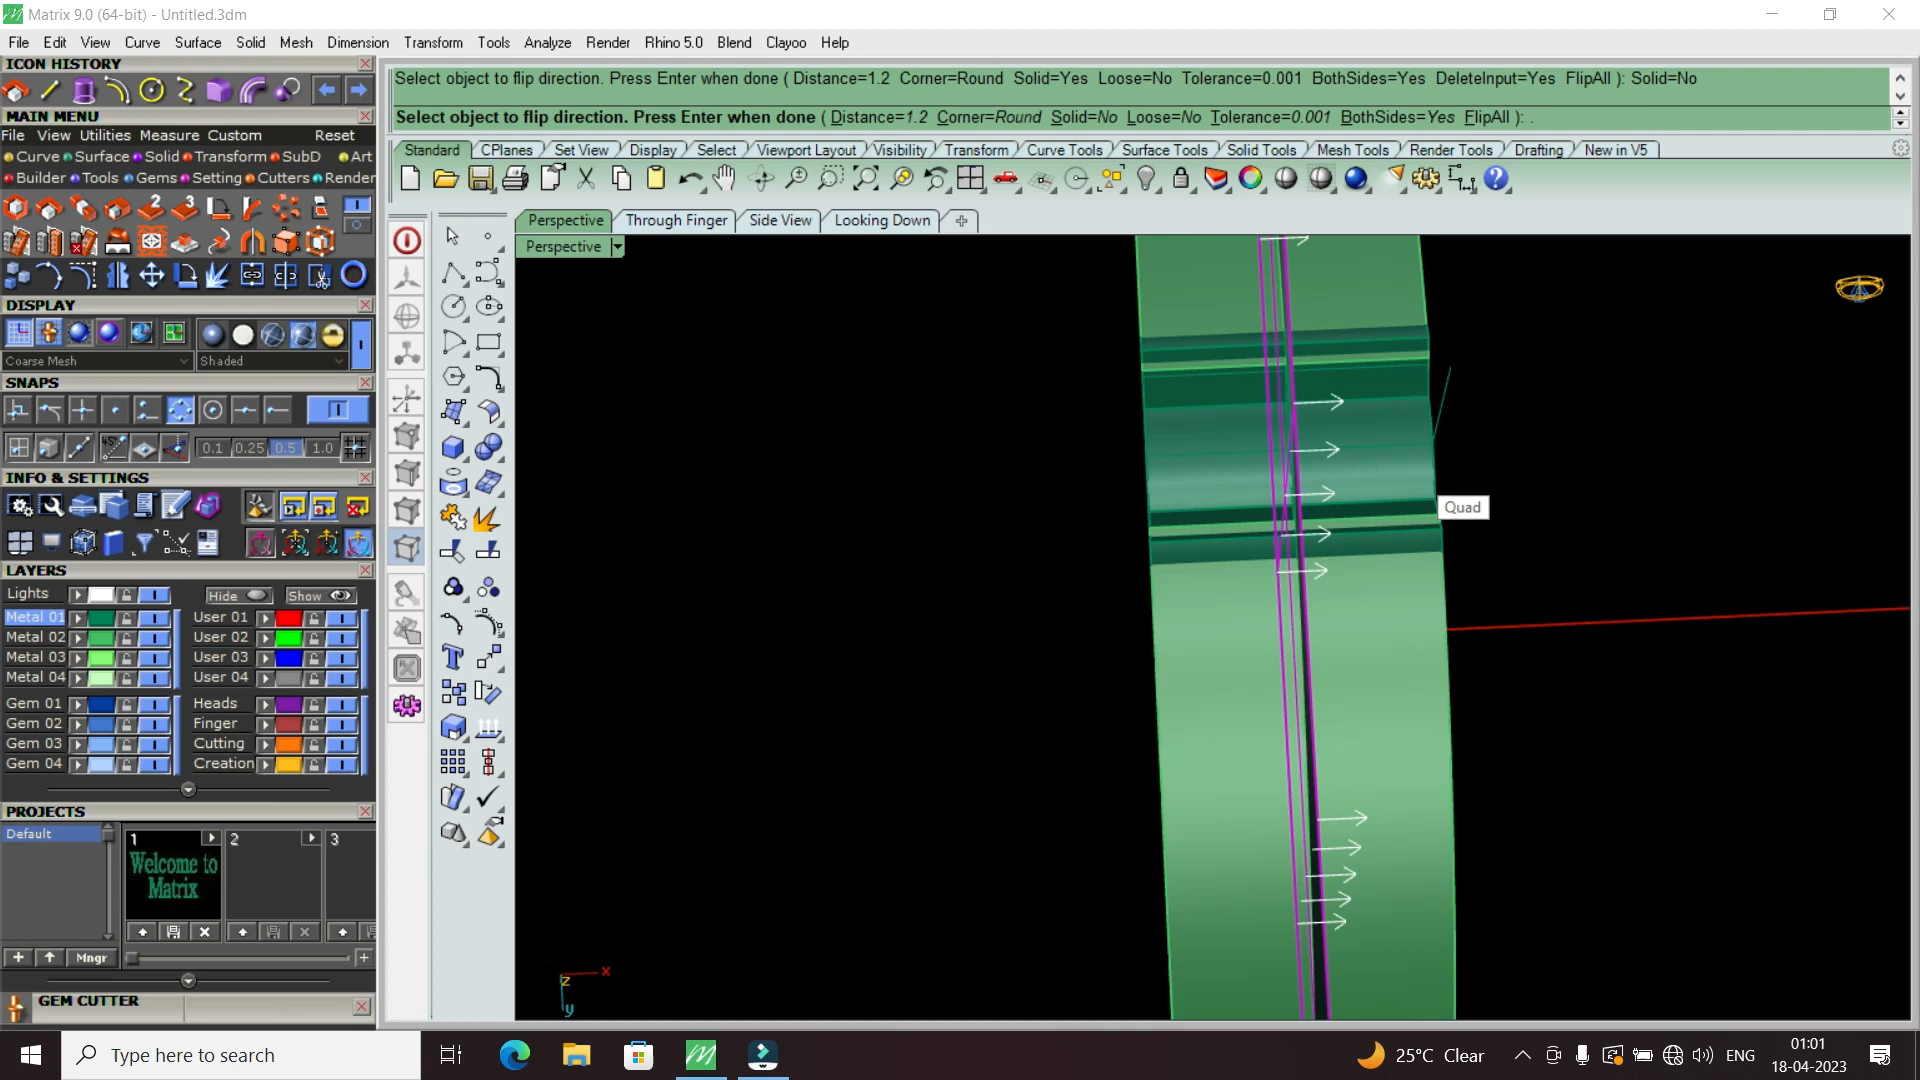 Matrix 9.0 (64-bit) - Untitled.3dm
File Edit View Curve Surface Solid Mesh Dimension Transform Tools Analyze Render Rhino 5.0 Blend Clayoo Help
ICON HISTORY
MAIN MENU
File View Utilities Measure Custom Reset
Curve Surface Solid Transform SubD Art
Builder Tools Gems Setting Cutters Render
DISPLAY
Coarse Mesh Shaded
SNAPS
0.1 0.25 0.5 1.0
INFO & SETTINGS
LAYERS
Lights Hide Show
Metal 01 User 01
Metal 02 User 02
Metal 03 User 03
Metal 04 User 04
Gem 01 Heads
Gem 02 Finger
Gem 03 Cutting
Gem 04 Creation
PROJECTS
Default 1 2 3
Welcome to
Matrix
Mngr
GEM CUTTER
Select object to flip direction. Press Enter when done ( Distance=1.2 Corner=Round Solid=Yes Loose=No Tolerance=0.001 BothSides=Yes DeleteInput=Yes FlipAll ): Solid=No
Select object to flip direction. Press Enter when done ( Distance=1.2 Corner=Round Solid=No Loose=No Tolerance=0.001 BothSides=Yes FlipAll ): .
Standard CPlanes Set View Display Select Viewport Layout Visibility Transform Curve Tools Surface Tools Solid Tools Mesh Tools Render Tools Drafting New in V5
Perspective Through Finger Side View Looking Down
Perspective
Quad
x
z
y
Type here to search
25°C Clear
ENG
01:01
18-04-2023